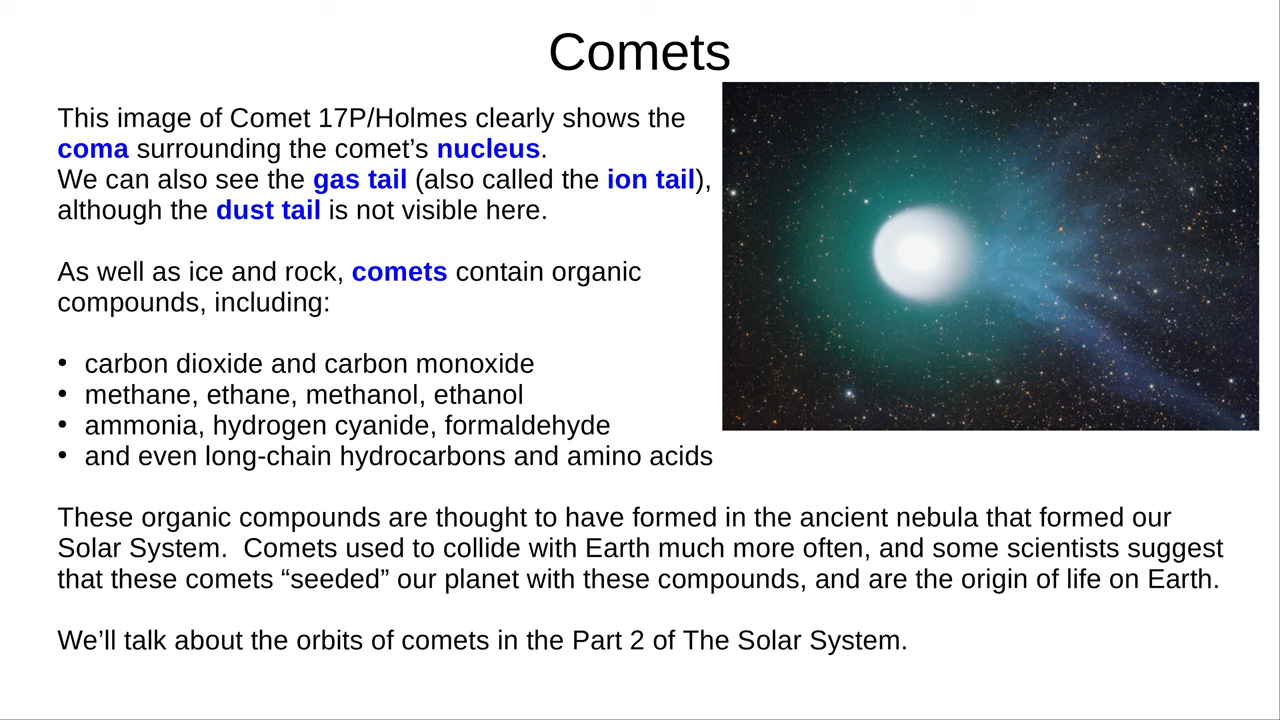 Comets
This image of Comet 17P/Holmes clearly shows the
coma surrounding the comet’s nucleus.
We can also see the gas tail (also called the ion tail),
although the dust tail is not visible here.
As well as ice and rock, comets contain organic
compounds, including:
• carbon dioxide and carbon monoxide
• methane, ethane, methanol, ethanol
• ammonia, hydrogen cyanide, formaldehyde
• and even long-chain hydrocarbons and amino acids
These organic compounds are thought to have formed in the ancient nebula that formed our
Solar System.  Comets used to collide with Earth much more often, and some scientists suggest
that these comets “seeded” our planet with these compounds, and are the origin of life on Earth.
We’ll talk about the orbits of comets in the Part 2 of The Solar System.